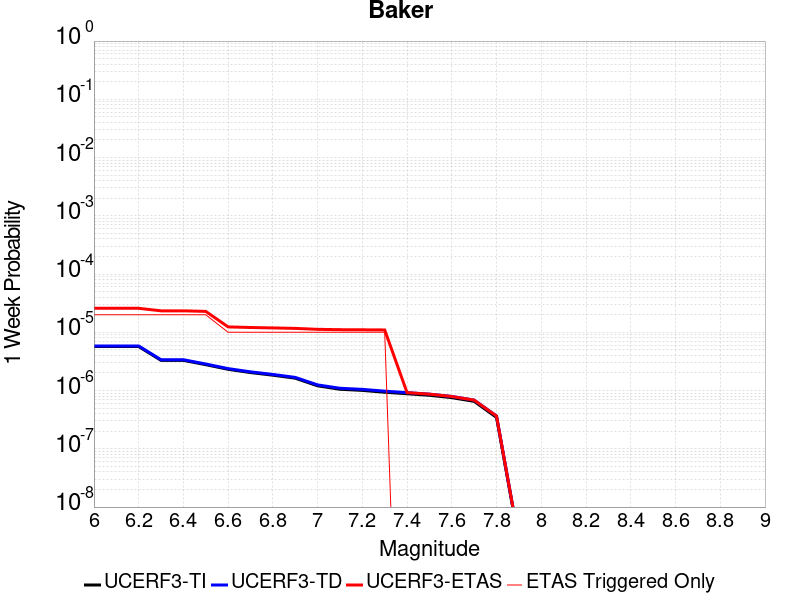 Baker
10^0
10^-1
10^-2
10^-3
10^-4
10^-5
10^-6
10^-7
10^-8
1 Week Probability
6 6.2 6.4 6.6 6.8 7 7.2 7.4 7.6 7.8 8 8.2 8.4 8.6 8.8 9
Magnitude
UCERF3-TI UCERF3-TD UCERF3-ETAS ETAS Triggered Only